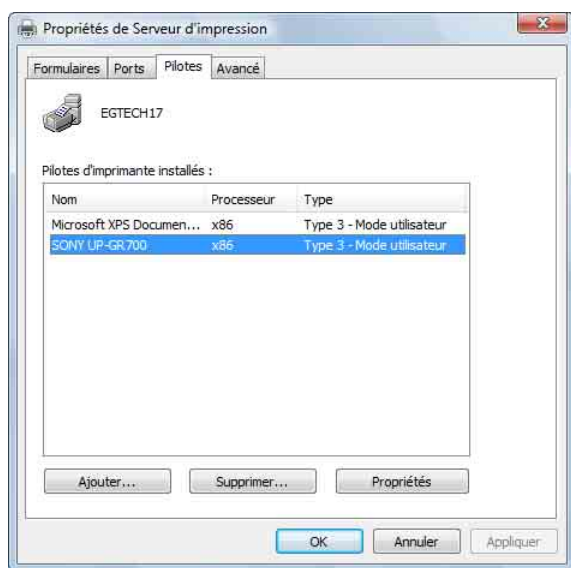 Propriétés de Serveur d'impression
Formulaires Ports Pilotes Avancé
EGTECH17
Pilotes d'imprimante installés :
Nom Processeur Type
Microsoft XPS Documen... x86 Type 3 - Mode utilisateur
SONY UP-GR700 x86 Type 3 - Mode utilisateur
Ajouter... Supprimer... Propriétés
OK Annuler Appliquer